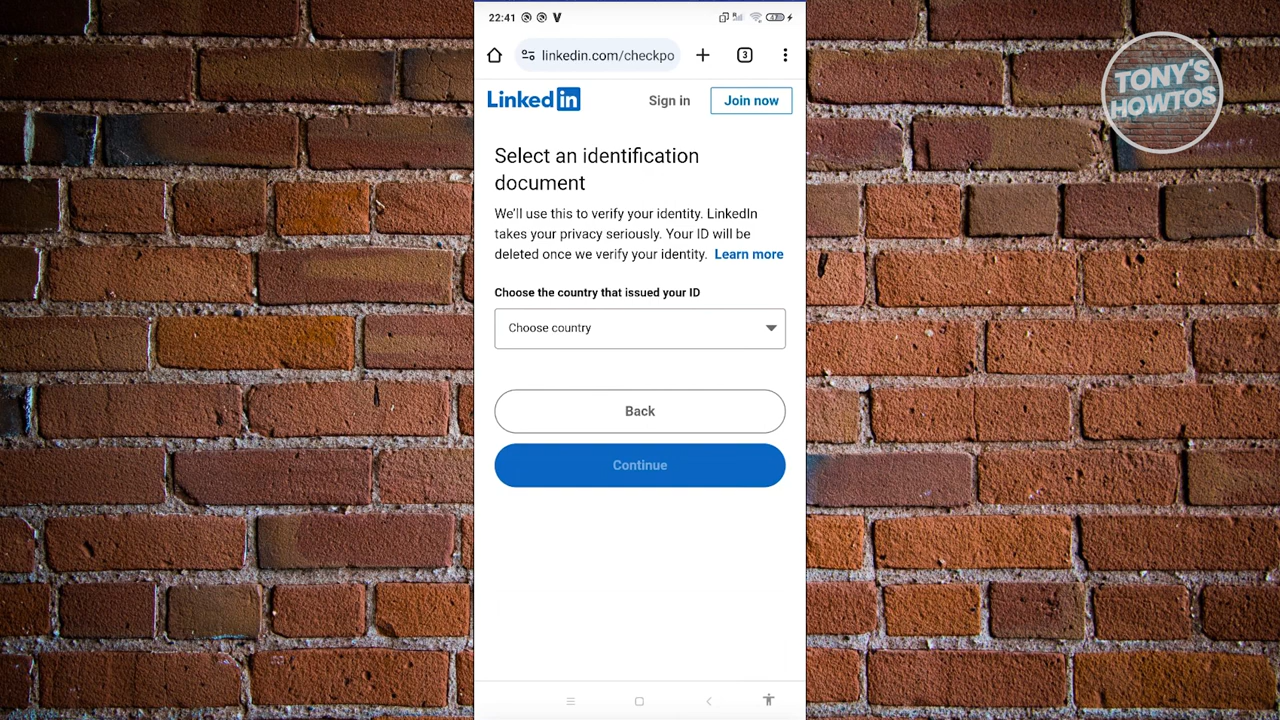 22:41
linkedin.com/checkpo
3
LinkedIn
Sign in
Join now
Select an identification
document
We'll use this to verify your identity. LinkedIn
takes your privacy seriously. Your ID will be
deleted once we verify your identity. Learn more
Choose the country that issued your ID
Choose country
Back
Continue
TONY'S
HOWTOS